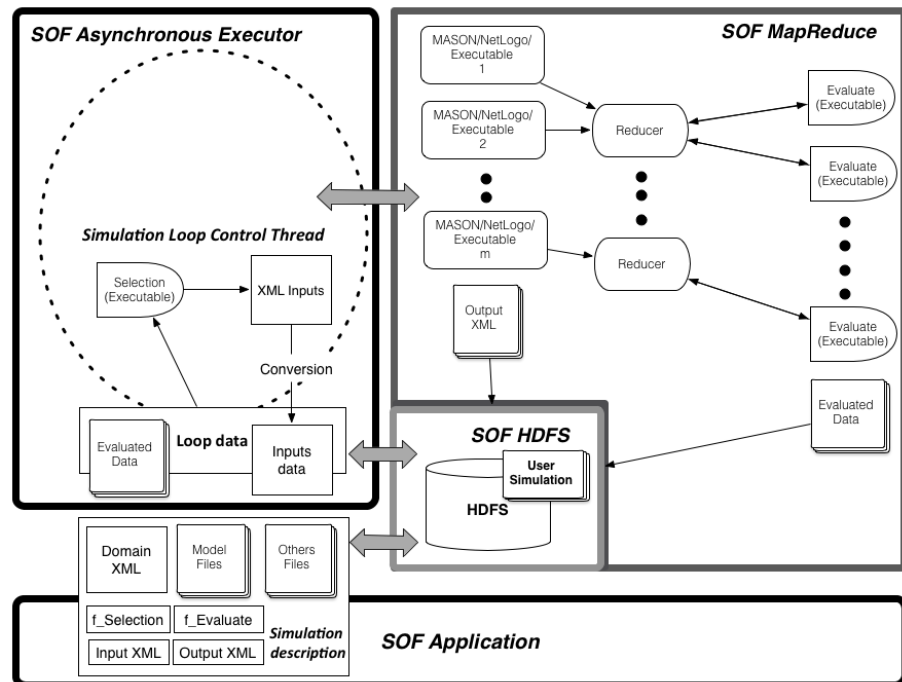 SOF Asynchronous Executor
Simulation Loop Control Thread
Selection
(Executable)
XML Inputs
Conversion
Loop data
Evaluated
Data
Inputs
data
SOF MapReduce
MASON/NetLogo/
Executable
1
MASON/NetLogo/
Executable
2
MASON/NetLogo/
Executable
m
Reducer
Reducer
Evaluate
(Executable)
Evaluate
(Executable)
Evaluate
(Executable)
Output
XML
Evaluated
Data
SOF HDFS
User
Simulation
HDFS
Domain
XML
Model
Files
Others
Files
f_Selection
f_Evaluate
Input XML
Output XML
Simulation
description
SOF Application